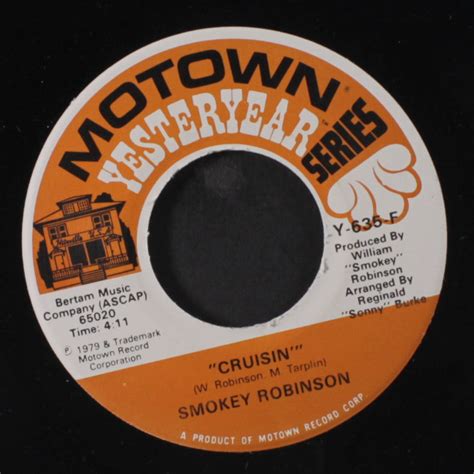 MOTOWN
YESTERYEAR
SERIES
Y-635-F
Produced By
William
"Smokey"
Robinson
Arranged By
Reginald
"Sonny" Burke
Bertam Music
Company (ASCAP)
65020
Time: 4:11
℗ 1979 & Trademark
Motown Record
Corporation
"CRUISIN'"
(W. Robinson. M. Tarplin)
SMOKEY ROBINSON
A PRODUCT OF MOTOWN RECORD CORP.